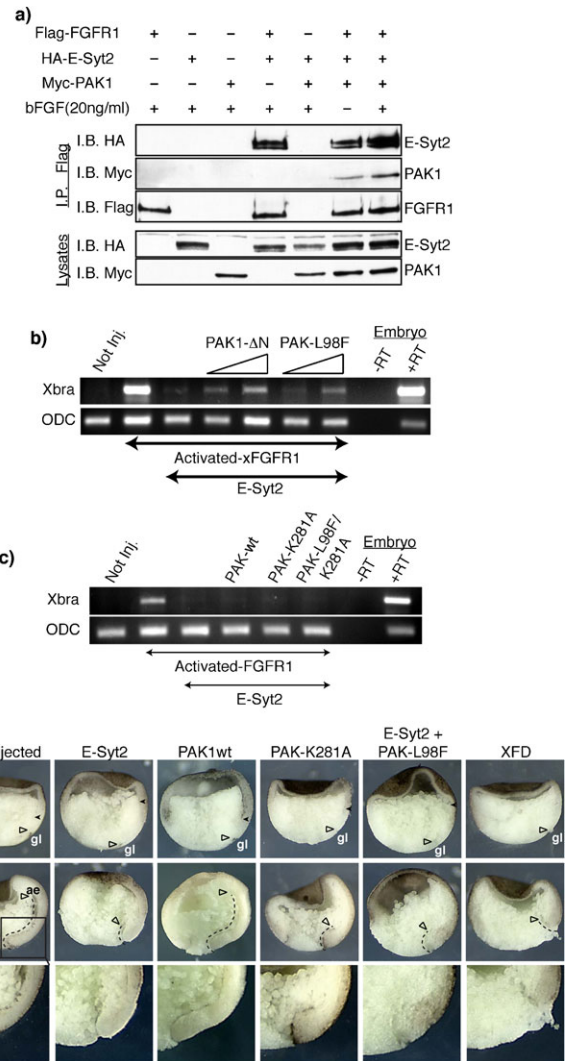 a)
Flag-FGFR1 + – – + – + +
HA-E-Syt2 – + – + + + +
Myc-PAK1 – – + – + + +
bFGF(20ng/ml) + + + + + – +
I.P. Flag
I.B. HA E-Syt2
I.B. Myc PAK1
I.B. Flag FGFR1
Lysates
I.B. HA E-Syt2
I.B. Myc PAK1
b)
Not Inj. PAK1-ΔN PAK-L98F Embryo -RT +RT
Xbra
ODC
Activated-xFGFR1
E-Syt2
c)
Not Inj. PAK-wt PAK-K281A PAK-L98F/K281A Embryo -RT +RT
Xbra
ODC
Activated-FGFR1
E-Syt2
jected E-Syt2 PAK1wt PAK-K281A E-Syt2 + PAK-L98F XFD
gl gl gl gl gl gl
ae